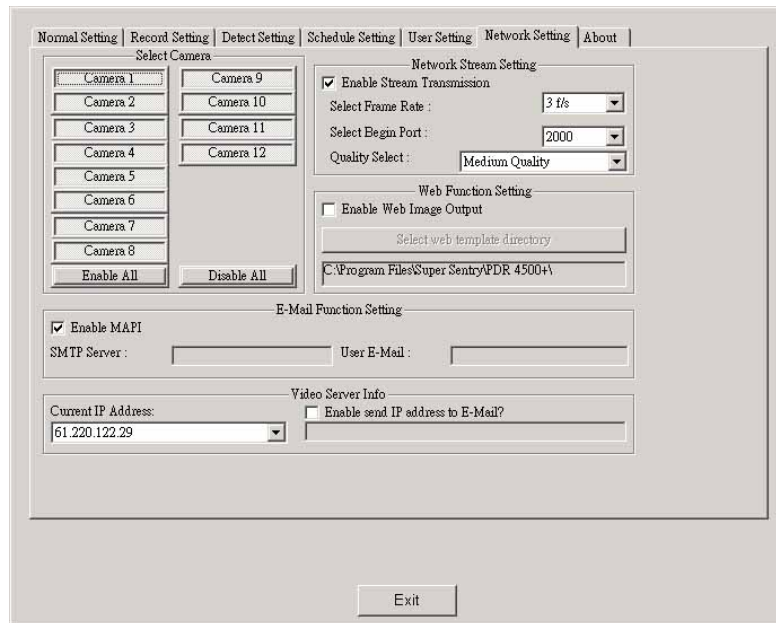 Normal Setting Record Setting Detect Setting Schedule Setting User Setting Network Setting About
Select Camera
Camera 1
Camera 2
Camera 3
Camera 4
Camera 5
Camera 6
Camera 7
Camera 8
Enable All
Camera 9
Camera 10
Camera 11
Camera 12
Disable All
Network Stream Setting
Enable Stream Transmission
Select Frame Rate : 3 f/s
Select Begin Port : 2000
Quality Select : Medium Quality
Web Function Setting
Enable Web Image Output
Select web template directory
C:\Program Files\Super Sentry\PDR 4500+\
E-Mail Function Setting
Enable MAPI
SMTP Server : User E-Mail :
Video Server Info
Current IP Address:
61.220.122.29
Enable send IP address to E-Mail?
Exit